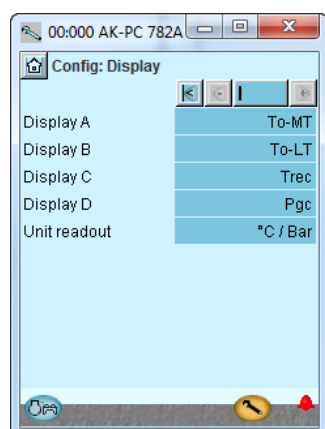 00:000 AK-PC 782A
Config: Display
Display A To-MT
Display B To-LT
Display C Trec
Display D Pgc
Unit readout °C / Bar